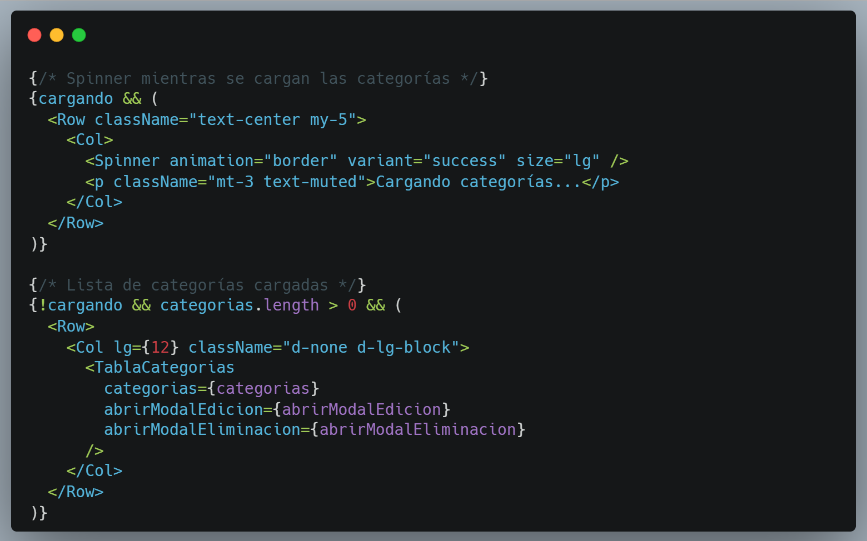 {/* Spinner mientras se cargan las categorías */}
{cargando && (
  <Row className="text-center my-5">
    <Col>
      <Spinner animation="border" variant="success" size="lg" />
      <p className="mt-3 text-muted">Cargando categorías...</p>
    </Col>
  </Row>
)}

{/* Lista de categorías cargadas */}
{!cargando && categorias.length > 0 && (
  <Row>
    <Col lg={12} className="d-none d-lg-block">
      <TablaCategorias
        categorias={categorias}
        abrirModalEdicion={abrirModalEdicion}
        abrirModalEliminacion={abrirModalEliminacion}
      />
    </Col>
  </Row>
)}